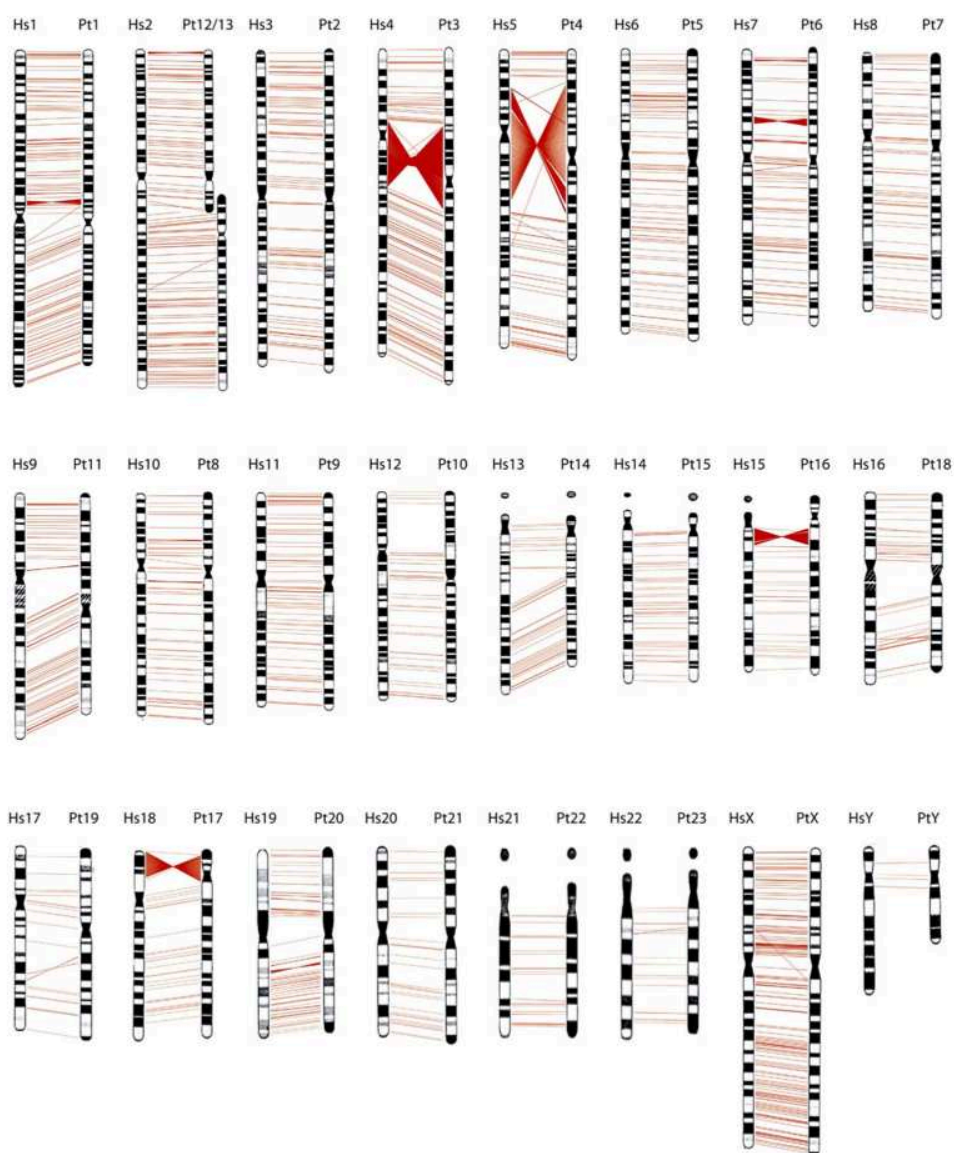 Hs1 Pt1 Hs2 Pt12/13 Hs3 Pt2 Hs4 Pt3 Hs5 Pt4 Hs6 Pt5 Hs7 Pt6 Hs8 Pt7
Hs9 Pt11 Hs10 Pt8 Hs11 Pt9 Hs12 Pt10 Hs13 Pt14 Hs14 Pt15 Hs15 Pt16 Hs16 Pt18
Hs17 Pt19 Hs18 Pt17 Hs19 Pt20 Hs20 Pt21 Hs21 Pt22 Hs22 Pt23 HsX PtX HsY PtY